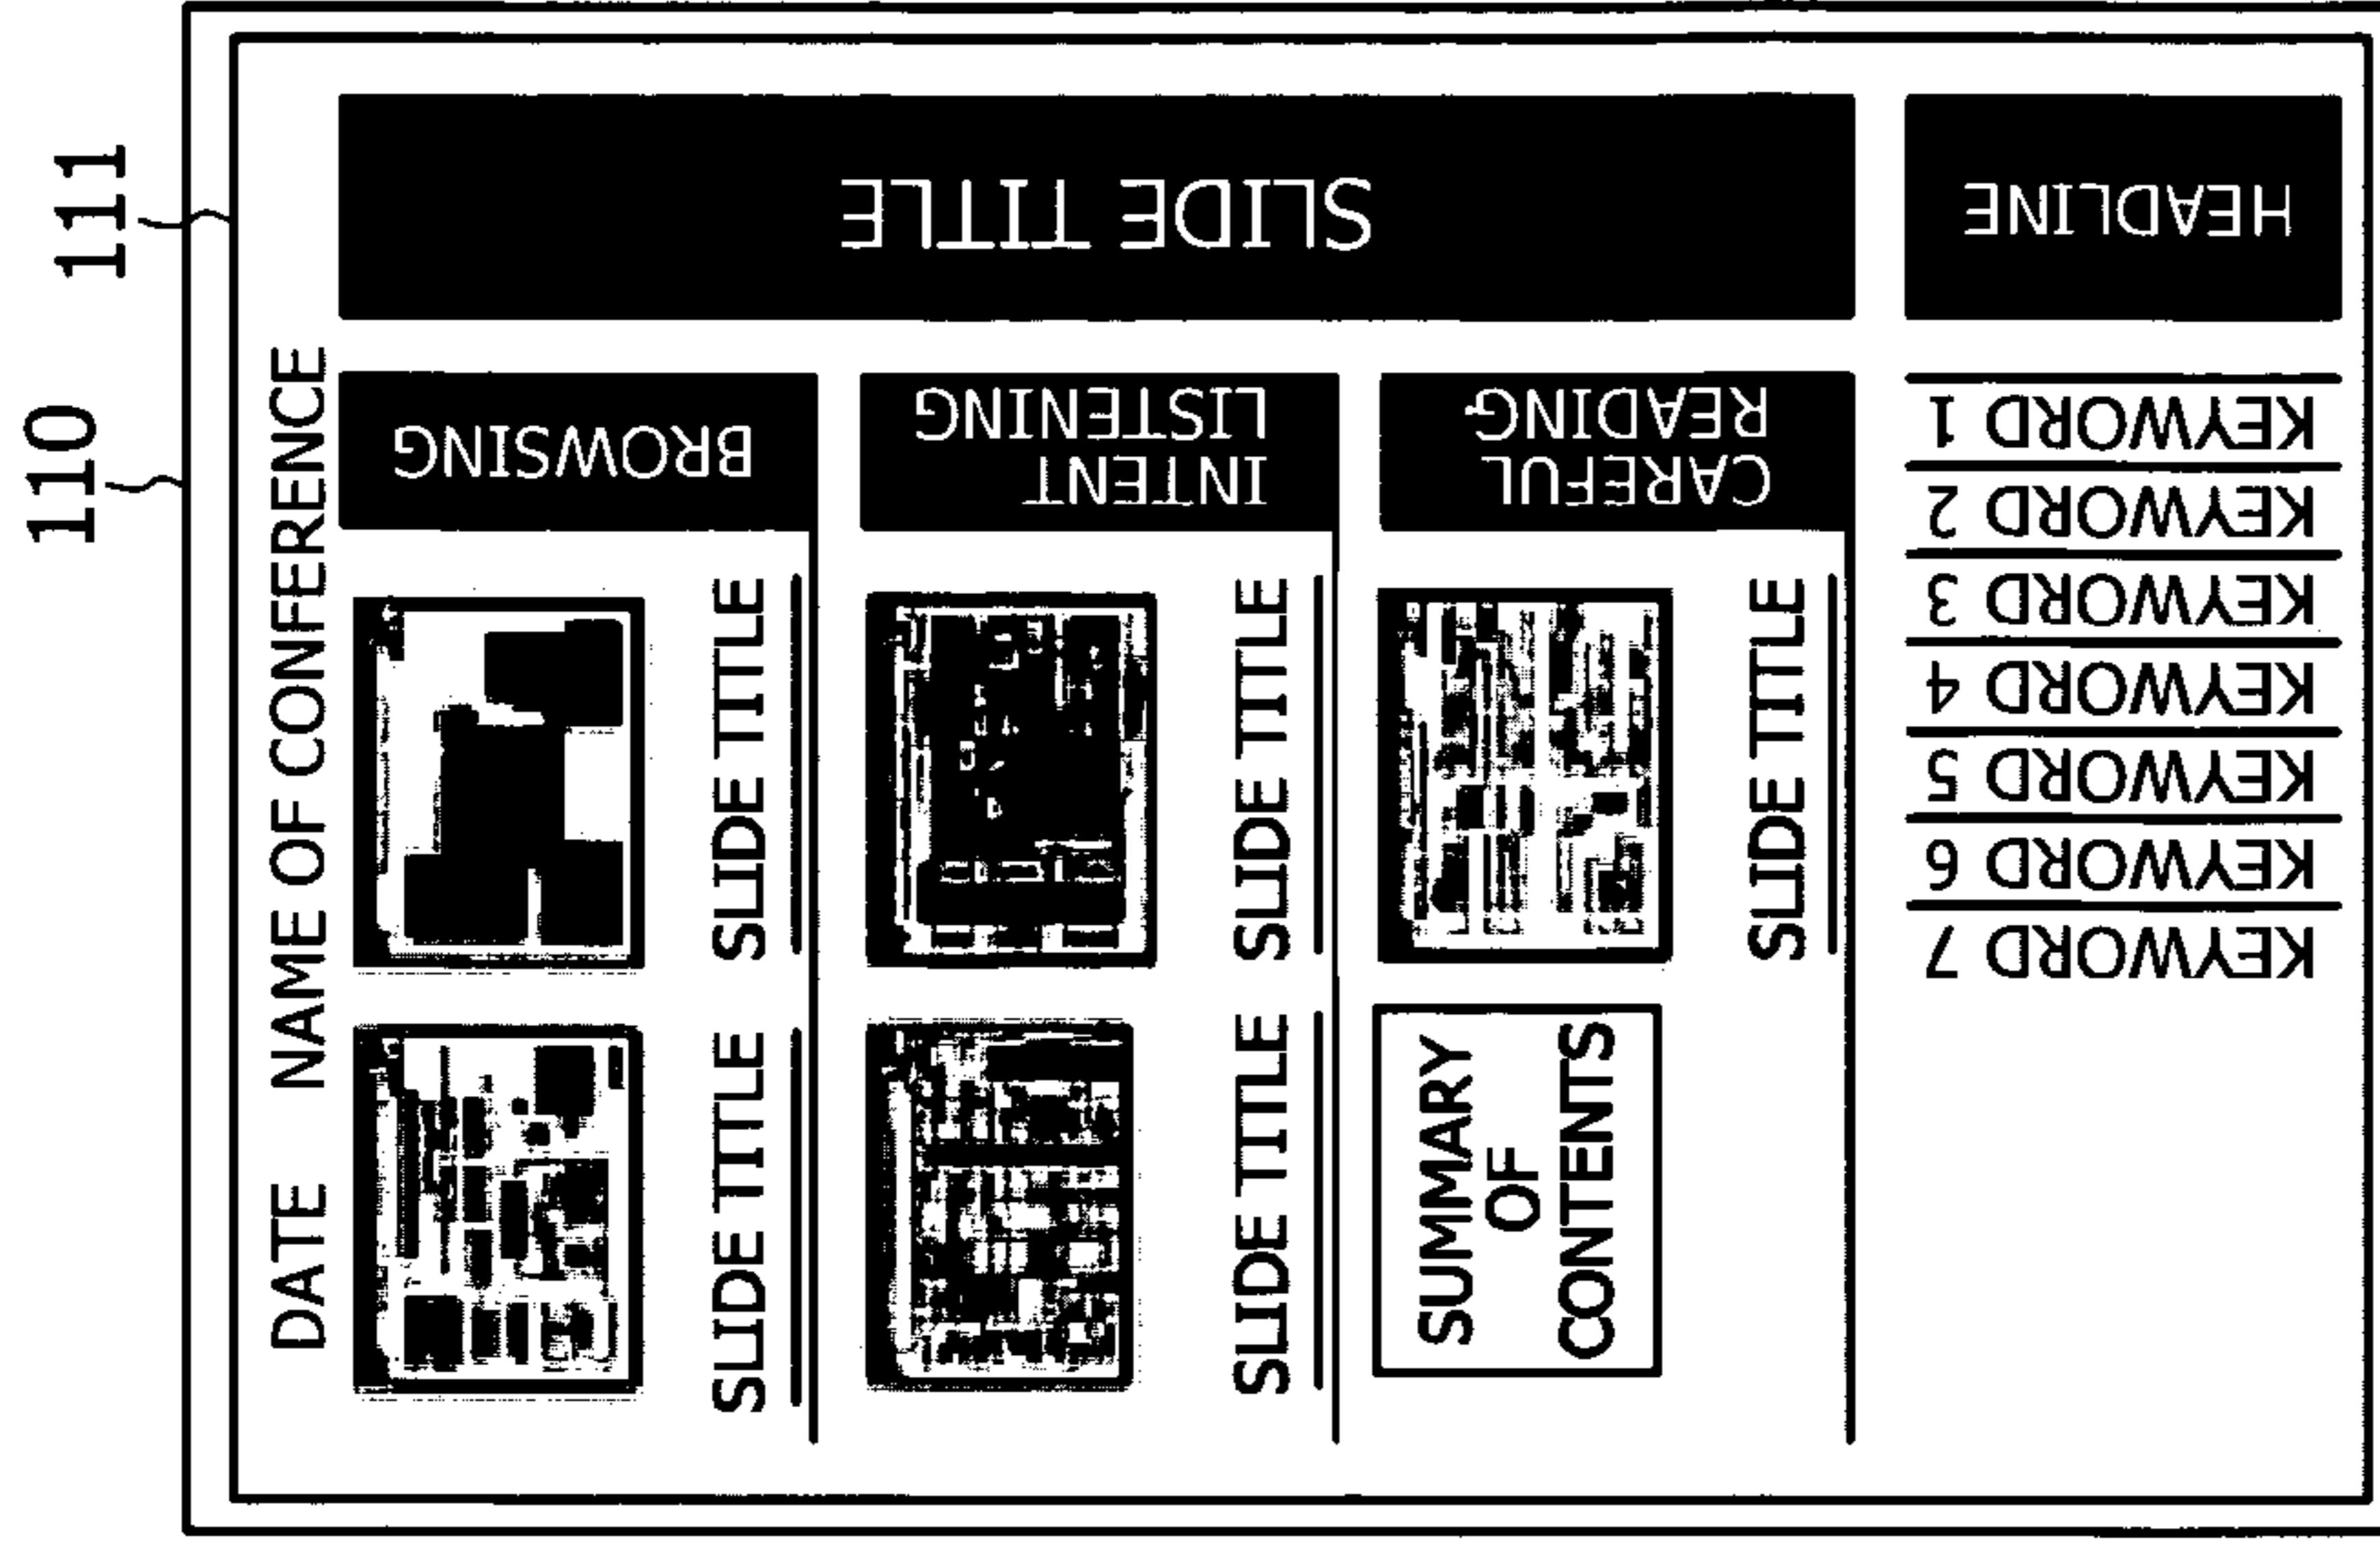 110
111
DATE NAME OF CONFERENCE
SLIDE TITLE
HEADLINE
BROWSING
SLIDE TITLE
SLIDE TITLE
INTENT
LISTENING
SLIDE TITLE
SLIDE TITLE
CAREFUL
READING
SUMMARY
OF
CONTENTS
SLIDE TITLE
KEYWORD 1
KEYWORD 2
KEYWORD 3
KEYWORD 4
KEYWORD 5
KEYWORD 6
KEYWORD 7